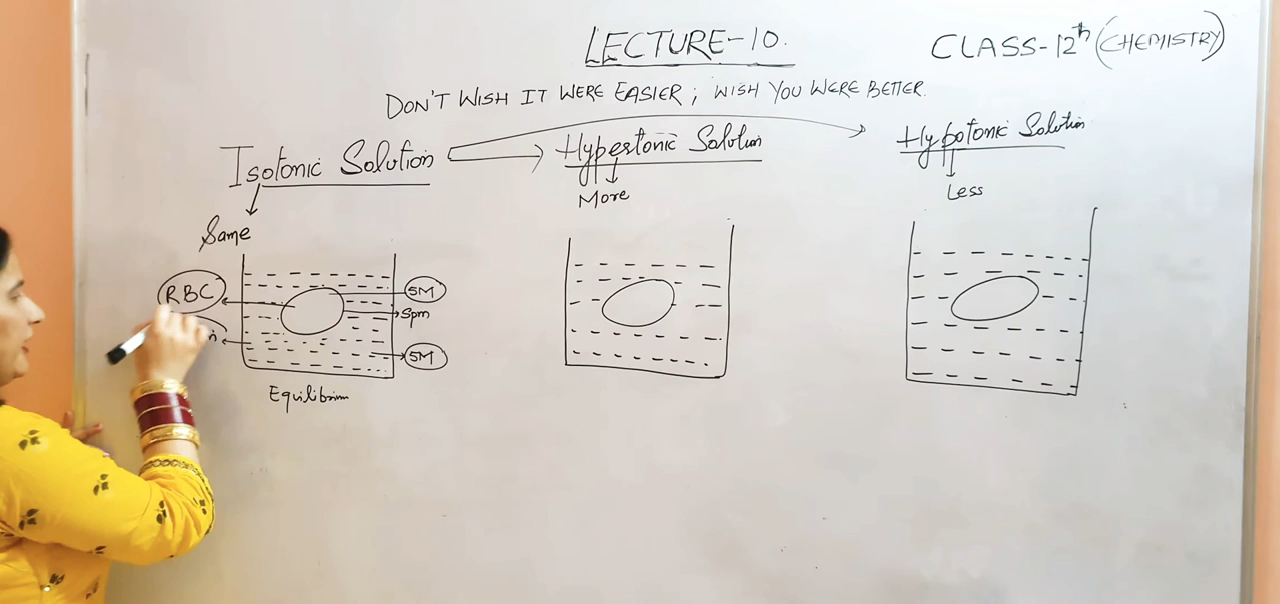 LECTURE-10.
CLASS-12th (CHEMISTRY)
DON'T WISH IT WERE EASIER; WISH YOU WERE BETTER.
Isotonic Solution
Same
RBC
5M
Spm
5M
Equilibrium
Hypertonic Solution
More
Hypotonic Solution
Less